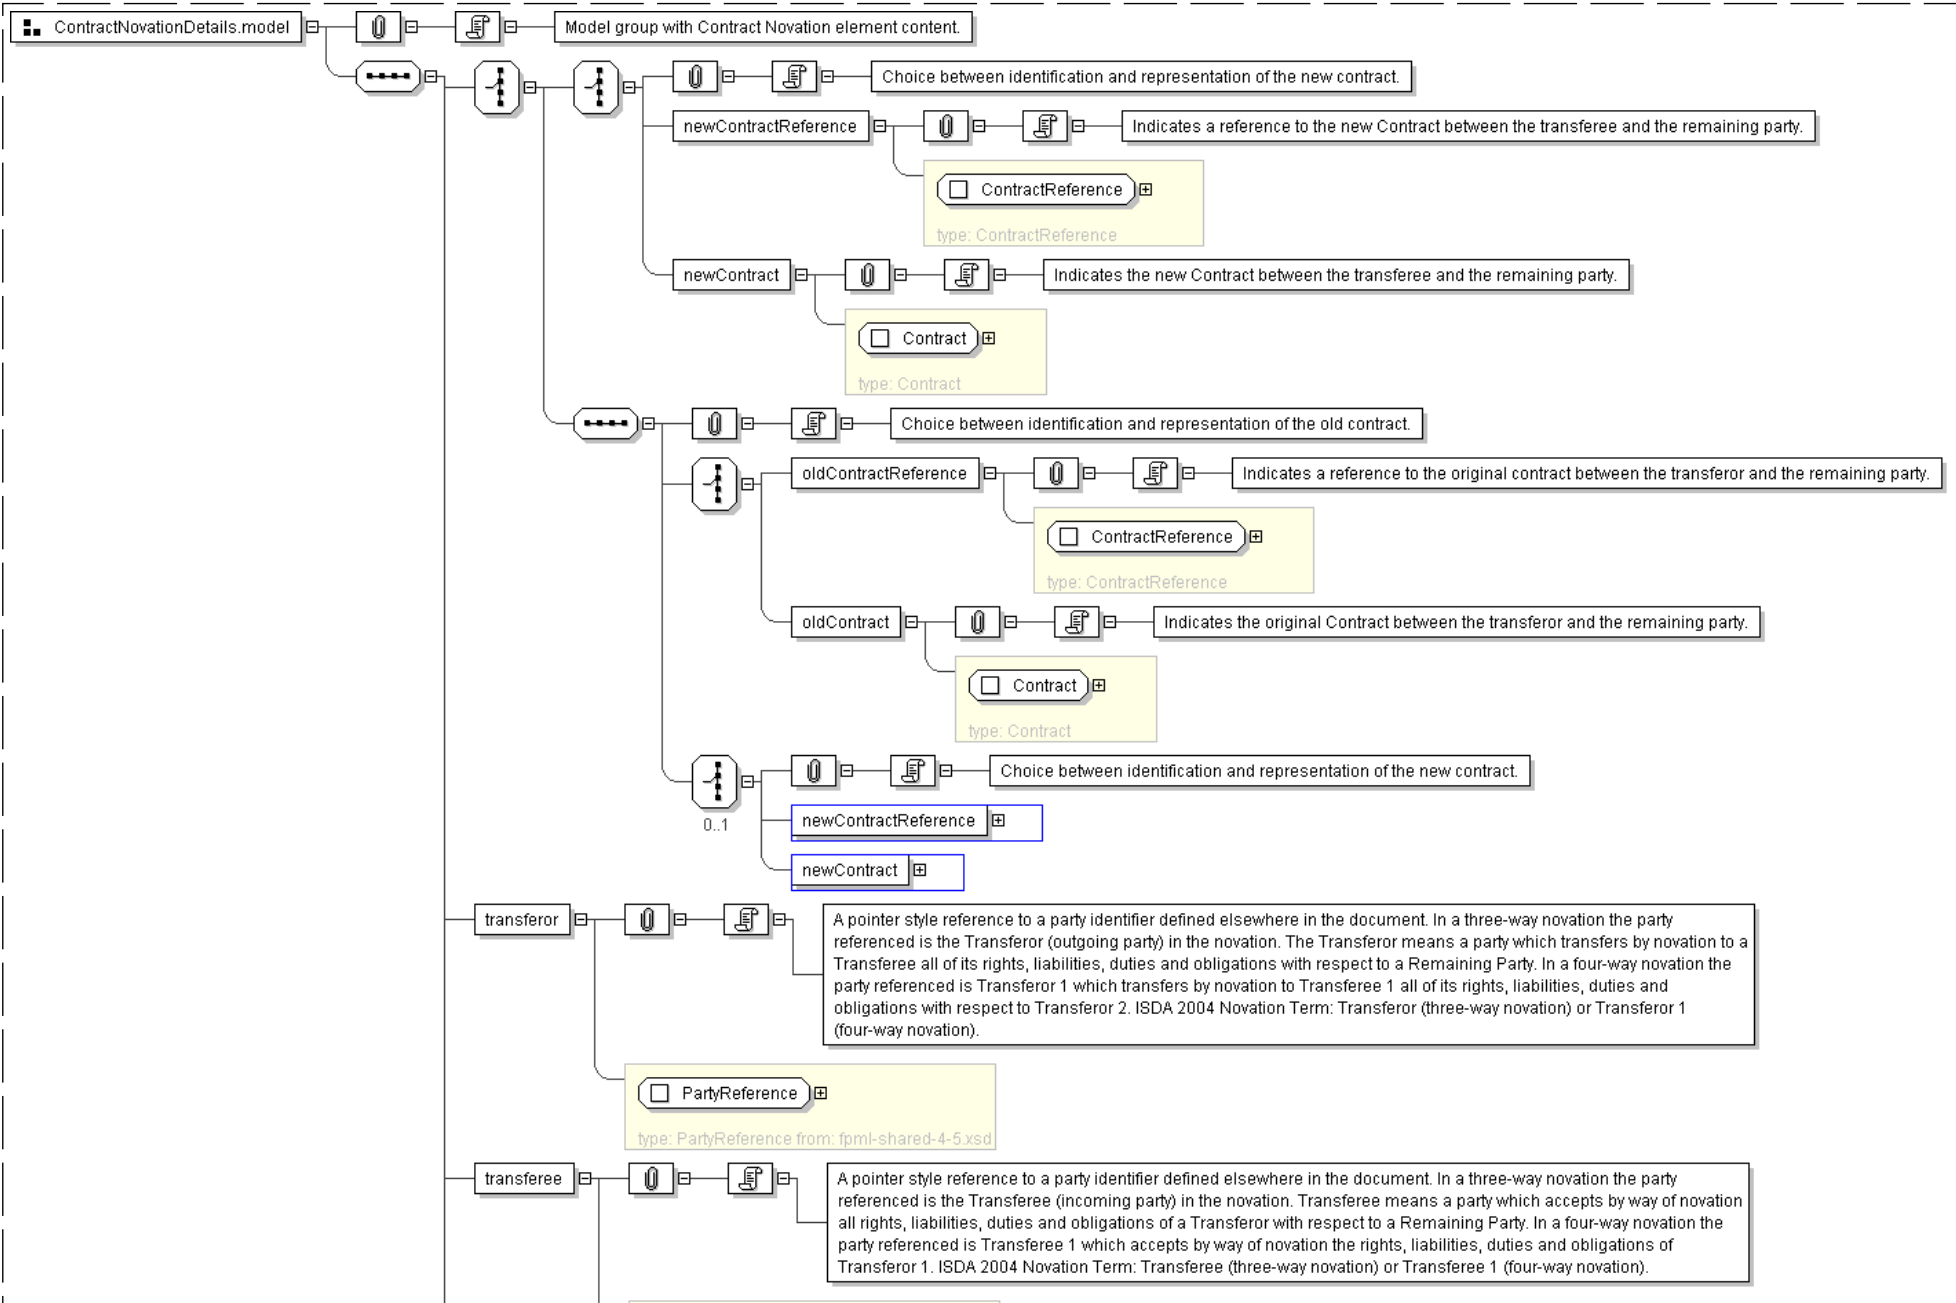 ContractNovationDetails.model
Model group with Contract Novation element content.
Choice between identification and representation of the new contract.
newContractReference
Indicates a reference to the new Contract between the transferee and the remaining party.
ContractReference
type: ContractReference
newContract
Indicates the new Contract between the transferee and the remaining party.
Contract
type: Contract
Choice between identification and representation of the old contract.
oldContractReference
Indicates a reference to the original contract between the transferor and the remaining party.
ContractReference
type: ContractReference
oldContract
Indicates the original Contract between the transferor and the remaining party.
Contract
type: Contract
Choice between identification and representation of the new contract.
0..1
newContractReference
newContract
transferor
A pointer style reference to a party identifier defined elsewhere in the document. In a three-way novation the party
referenced is the Transferor (outgoing party) in the novation. The Transferor means a party which transfers by novation to a
Transferee all of its rights, liabilities, duties and obligations with respect to a Remaining Party. In a four-way novation the
party referenced is Transferor 1 which transfers by novation to Transferee 1 all of its rights, liabilities, duties and
obligations with respect to Transferor 2. ISDA 2004 Novation Term: Transferor (three-way novation) or Transferor 1
(four-way novation).
PartyReference
type: PartyReference from: fpml-shared-4-5.xsd
transferee
A pointer style reference to a party identifier defined elsewhere in the document. In a three-way novation the party
referenced is the Transferee (incoming party) in the novation. Transferee means a party which accepts by way of novation
all rights, liabilities, duties and obligations of a Transferor with respect to a Remaining Party. In a four-way novation the
party referenced is Transferee 1 which accepts by way of novation the rights, liabilities, duties and obligations of
Transferor 1. ISDA 2004 Novation Term: Transferee (three-way novation) or Transferee 1 (four-way novation).